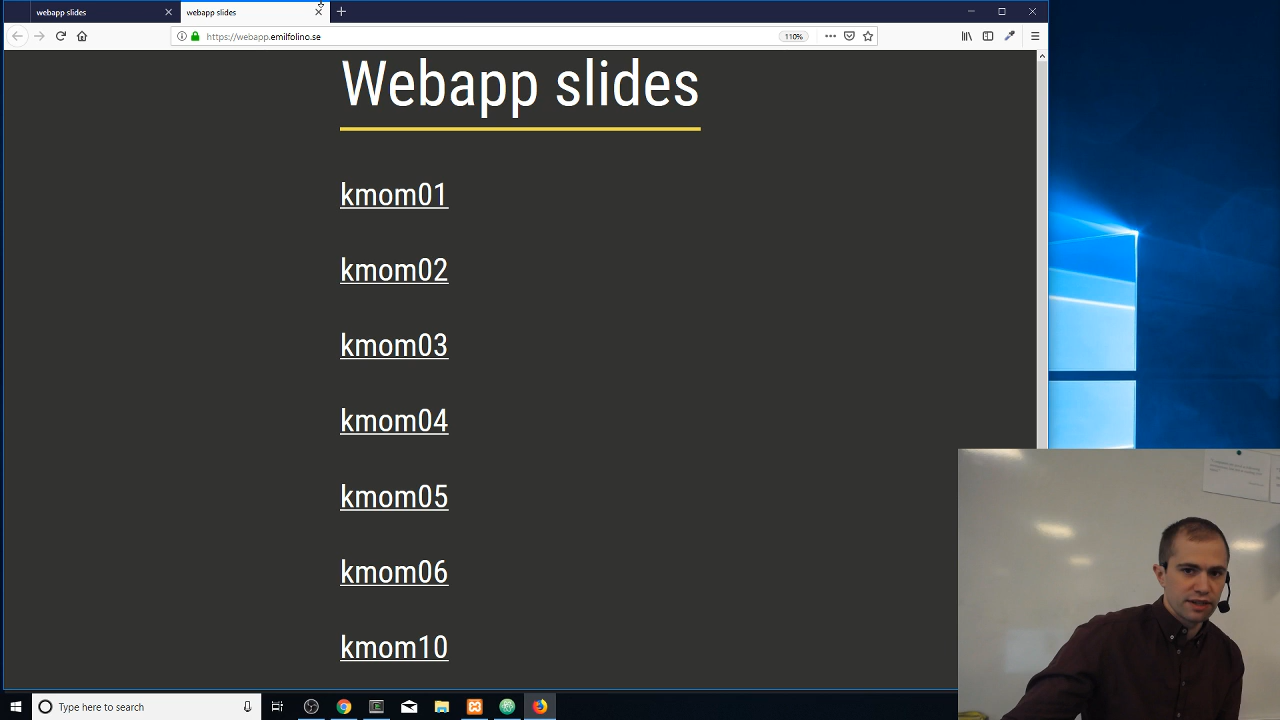 webapp slides
webapp slides
https://webapp.emilfolino.se
110%
Webapp slides
kmom01
kmom02
kmom03
kmom04
kmom05
kmom06
kmom10
Type here to search